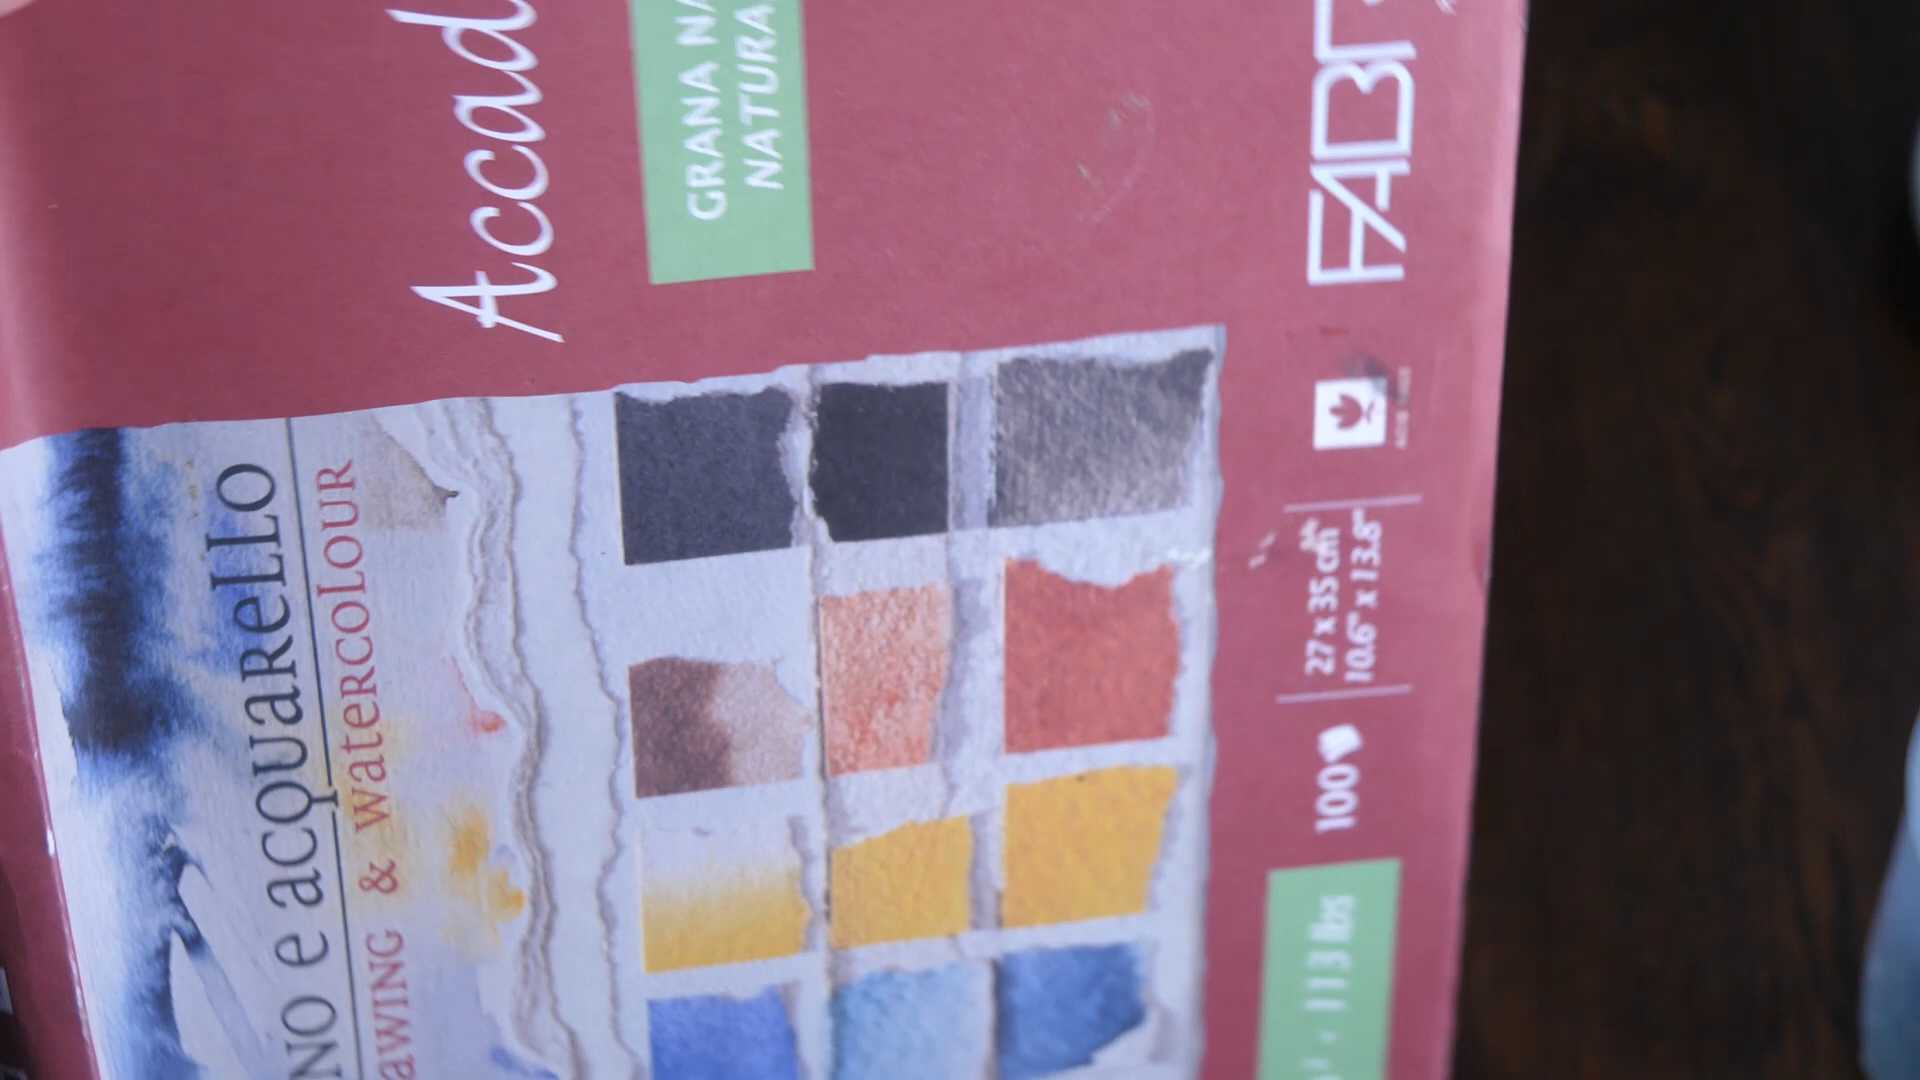 Accad
GRANA NA
NATURA
NO e acquarello
awing & watercolour
FABR
27 x 35 cm
10.6" x 13.8"
100
113 lbs